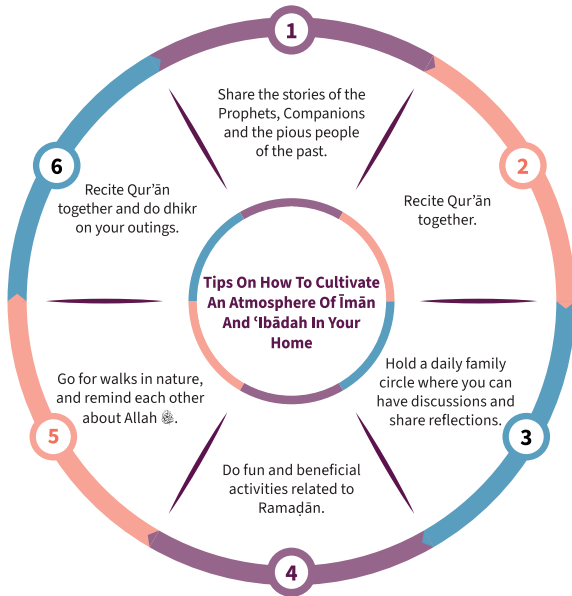 1
Share the stories of the
Prophets, Companions
and the pious people
of the past.
2
Recite Qur’ān
together.
3
Hold a daily family
circle where you can
have discussions and
share reflections.
4
Do fun and beneficial
activities related to
Ramaḍān.
5
Go for walks in nature,
and remind each other
about Allah ﷻ.
6
Recite Qur’ān
together and do dhikr
on your outings.
Tips On How To Cultivate
An Atmosphere Of Īmān
And ‘Ibādah In Your
Home